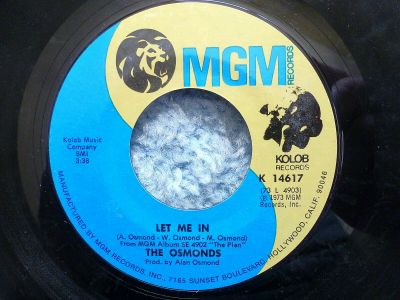 MGM
RECORDS
Kolob Music
Company
BMI
3:38
KOLOB
RECORDS
K 14617
(73 L 4903)
℗ 1973 MGM
Records, Inc.
LET ME IN
(A. Osmond - W. Osmond - M. Osmond)
From MGM Album SE 4902 "The Plan"
THE OSMONDS
Prod. by Alan Osmond
MANUFACTURED BY MGM RECORDS, INC., 7165 SUNSET BOULEVARD, HOLLYWOOD, CALIF. 90046